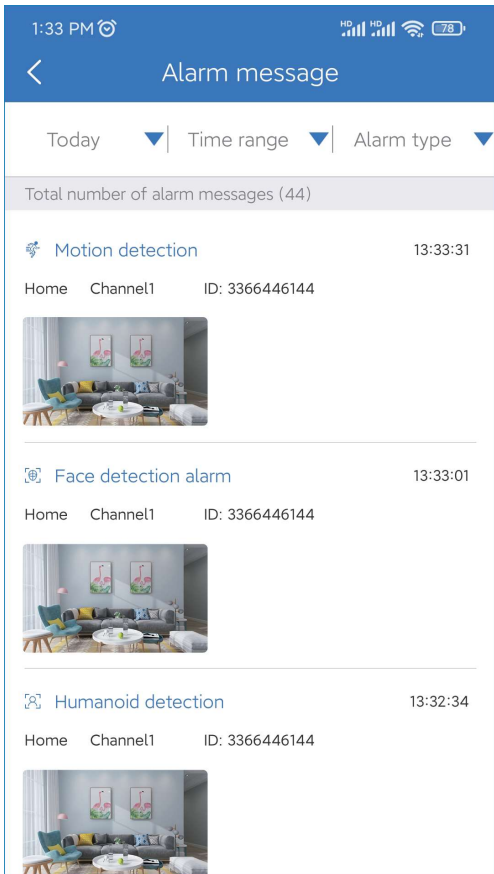 1:33 PM HD HD 78
Alarm message
Today Time range Alarm type
Total number of alarm messages (44)
Motion detection 13:33:31
Home Channel1 ID: 3366446144
Face detection alarm 13:33:01
Home Channel1 ID: 3366446144
Humanoid detection 13:32:34
Home Channel1 ID: 3366446144